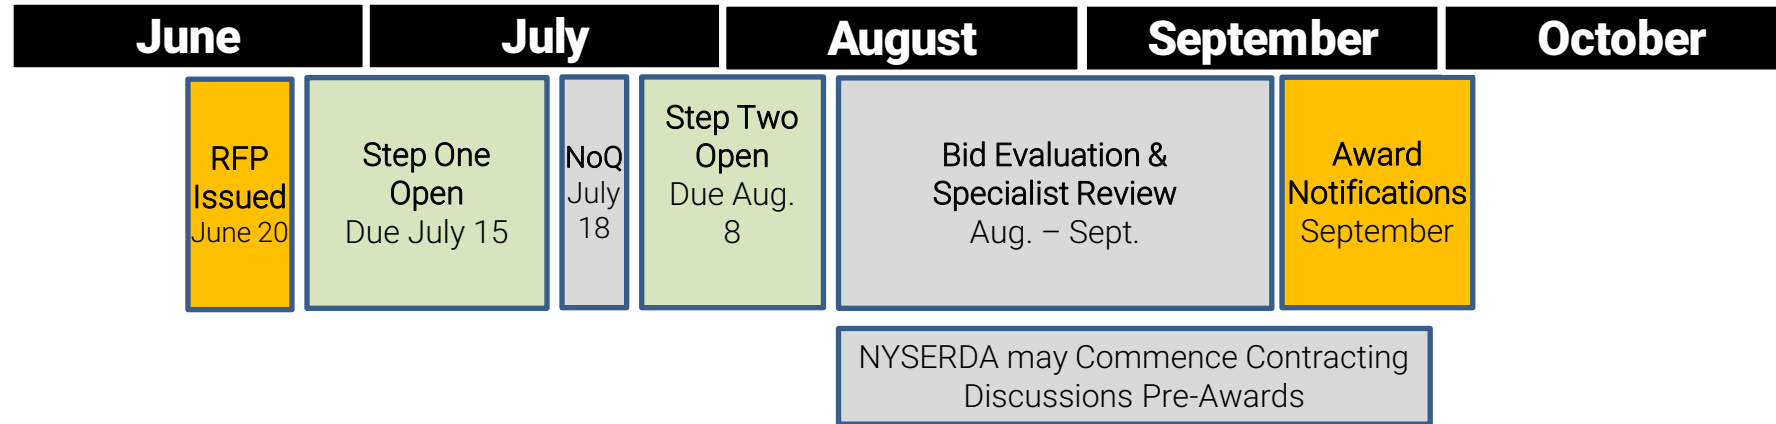 June
July
August
September
October
RFP
Issued
June 20
Step One
Open
Due July 15
NoQ
July
18
Step Two
Open
Due Aug.
8
Bid Evaluation &
Specialist Review
Aug. – Sept.
Award
Notifications
September
NYSERDA may Commence Contracting
Discussions Pre-Awards